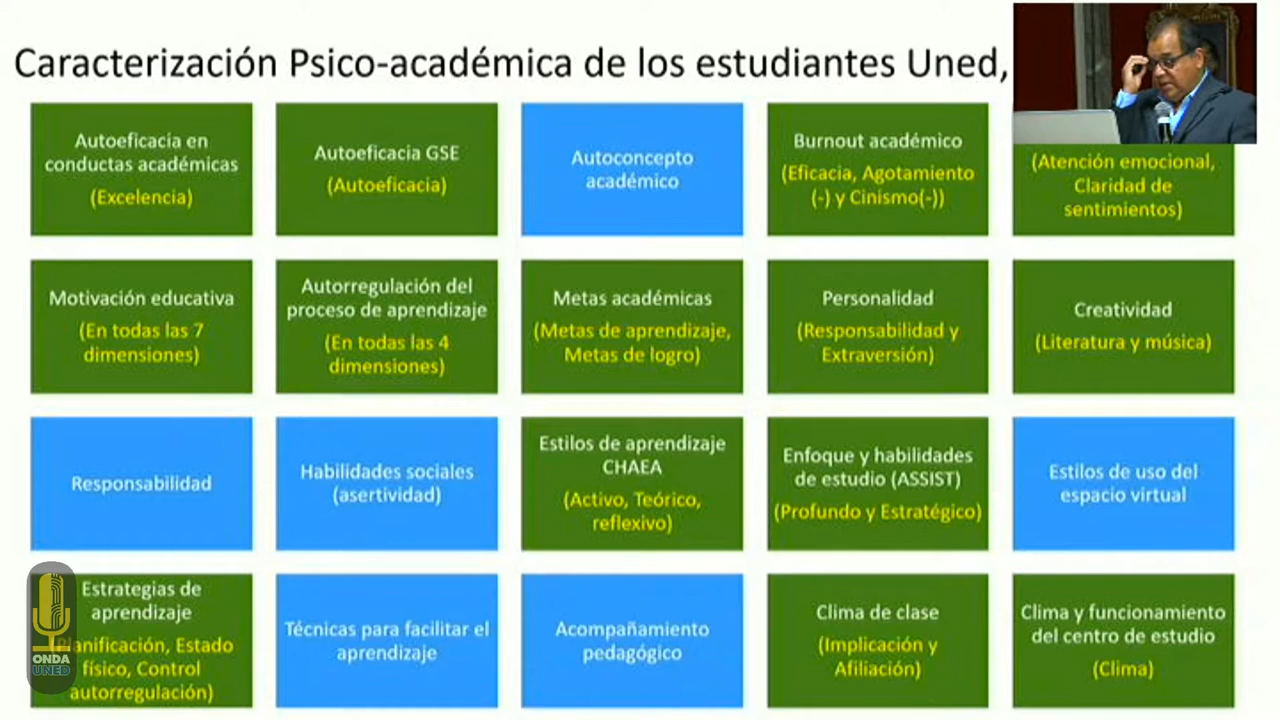 Caracterización Psico-académica de los estudiantes Uned,
Autoeficacia en
conductas académicas
(Excelencia)
Autoeficacia GSE
(Autoeficacia)
Autoconcepto
académico
Burnout académico
(Eficacia, Agotamiento
(-) y Cinismo(-))
(Atención emocional,
Claridad de
sentimientos)
Motivación educativa
(En todas las 7
dimensiones)
Autorregulación del
proceso de aprendizaje
(En todas las 4
dimensiones)
Metas académicas
(Metas de aprendizaje,
Metas de logro)
Personalidad
(Responsabilidad y
Extraversión)
Creatividad
(Literatura y música)
Responsabilidad
Habilidades sociales
(asertividad)
Estilos de aprendizaje
CHAEA
(Activo, Teórico,
reflexivo)
Enfoque y habilidades
de estudio (ASSIST)
(Profundo y Estratégico)
Estilos de uso del
espacio virtual
Estrategias de
aprendizaje
Planificación, Estado
físico, Control
autorregulación)
Técnicas para facilitar el
aprendizaje
Acompañamiento
pedagógico
Clima de clase
(Implicación y
Afiliación)
Clima y funcionamiento
del centro de estudio
(Clima)
ONDA
UNED